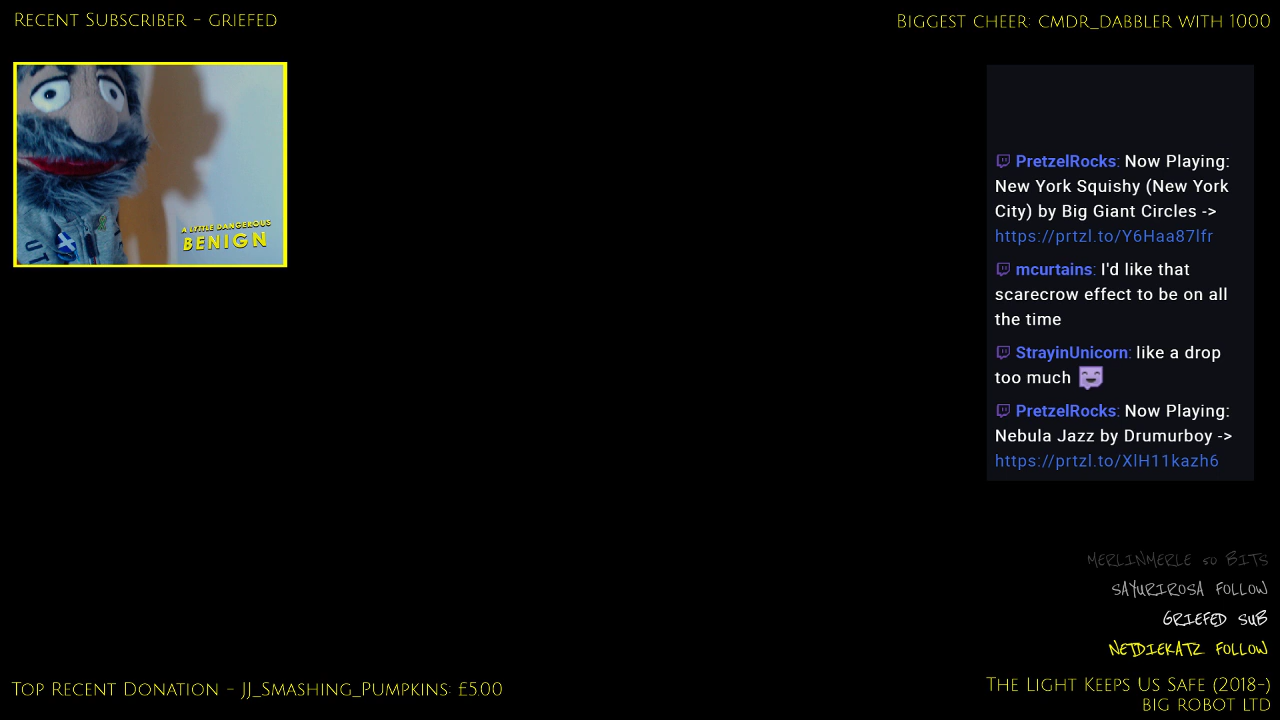 Recent Subscriber - griefed
Biggest cheer: cmdr_dabbler with 1000
A LITTLE DANGEROUS
BENIGN
PretzelRocks: Now Playing:
New York Squishy (New York
City) by Big Giant Circles ->
https://prtzl.to/Y6Haa87lfr
mcurtains: I'd like that
scarecrow effect to be on all
the time
StrayinUnicorn: like a drop
too much
PretzelRocks: Now Playing:
Nebula Jazz by Drumurboy ->
https://prtzl.to/XlH11kazh6
MERLINMERLE 50 BITS
SAYURIROSA FOLLOW
GRIEFED SUB
NETDIEKATZ FOLLOW
Top Recent Donation - JJ_Smashing_Pumpkins: £5.00
The Light Keeps Us Safe (2018-)
BIG ROBOT LTD